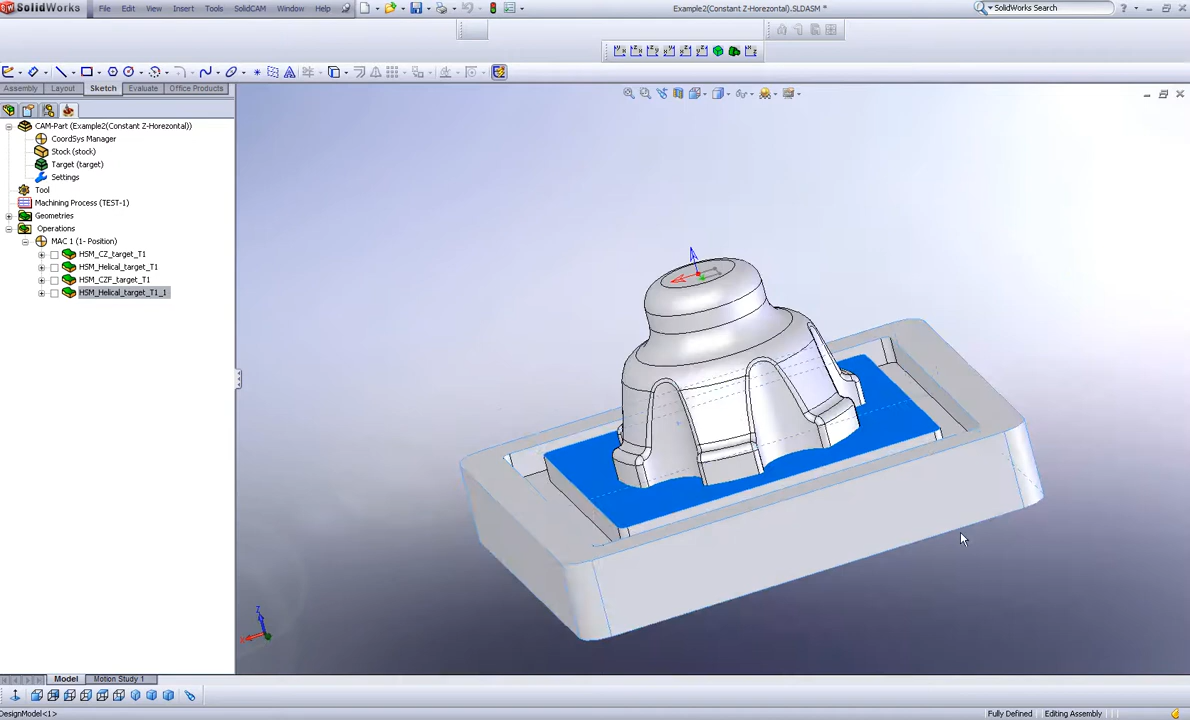 SolidWorks File Edit View Insert Tools SolidCAM Window Help Example2(Constant Z-Horezontal).SLDASM * SolidWorks Search
Assembly Layout Sketch Evaluate Office Products
CAM-Part (Example2(Constant Z-Horezontal))
CoordSys Manager
Stock (stock)
Target (target)
Settings
Tool
Machining Process (TEST-1)
Geometries
Operations
MAC 1 (1- Position)
HSM_CZ_target_T1
HSM_Helical_target_T1
HSM_CZF_target_T1
HSM_Helical_target_T1_1
Z
X
Model Motion Study 1
DesignModel<1> Fully Defined Editing Assembly